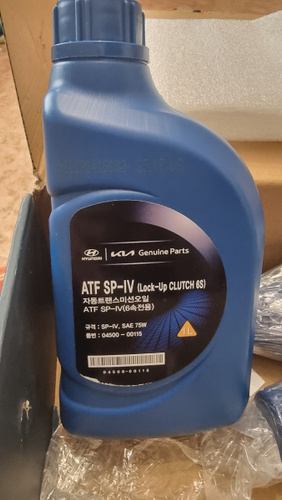 HYUNDAI KIA Genuine Parts
ATF SP-IV (Lock-Up CLUTCH 6S)
자동트랜스미션오일
ATF SP-IV(6속전용)
규격 : SP-IV, SAE 75W
품번 : 04500 - 00115
1L
04500-00115